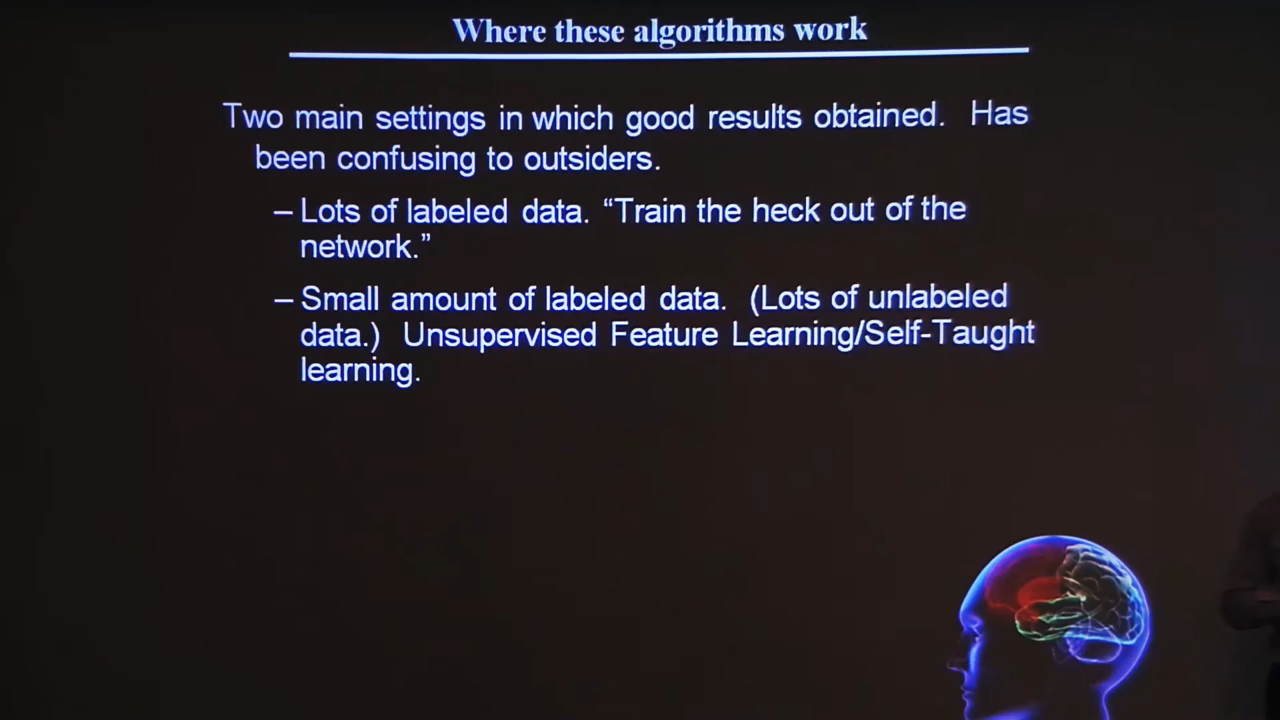 Where these algorithms work
Two main settings in which good results obtained.  Has
been confusing to outsiders.
– Lots of labeled data. “Train the heck out of the
network.”
– Small amount of labeled data.  (Lots of unlabeled
data.)  Unsupervised Feature Learning/Self-Taught
learning.